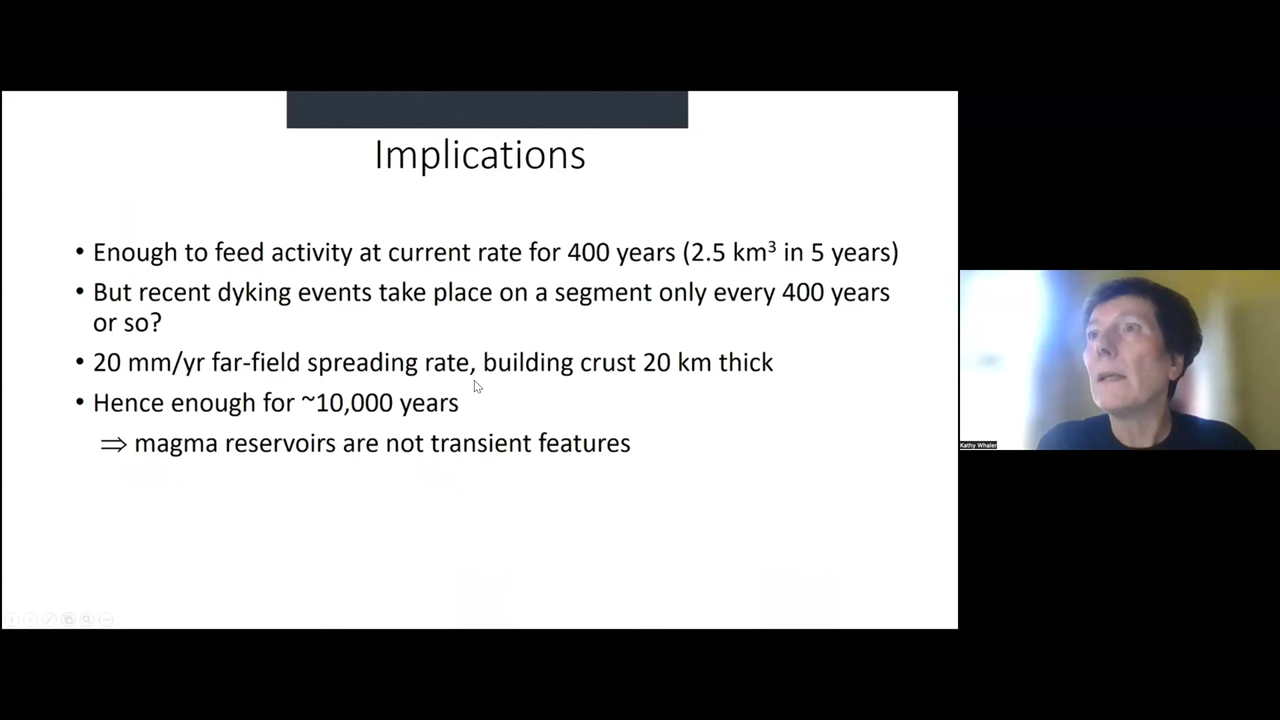 Implications
• Enough to feed activity at current rate for 400 years (2.5 km³ in 5 years)
• But recent dyking events take place on a segment only every 400 years
or so?
• 20 mm/yr far-field spreading rate, building crust 20 km thick
• Hence enough for ~10,000 years
⇒ magma reservoirs are not transient features
Kathy Whaler